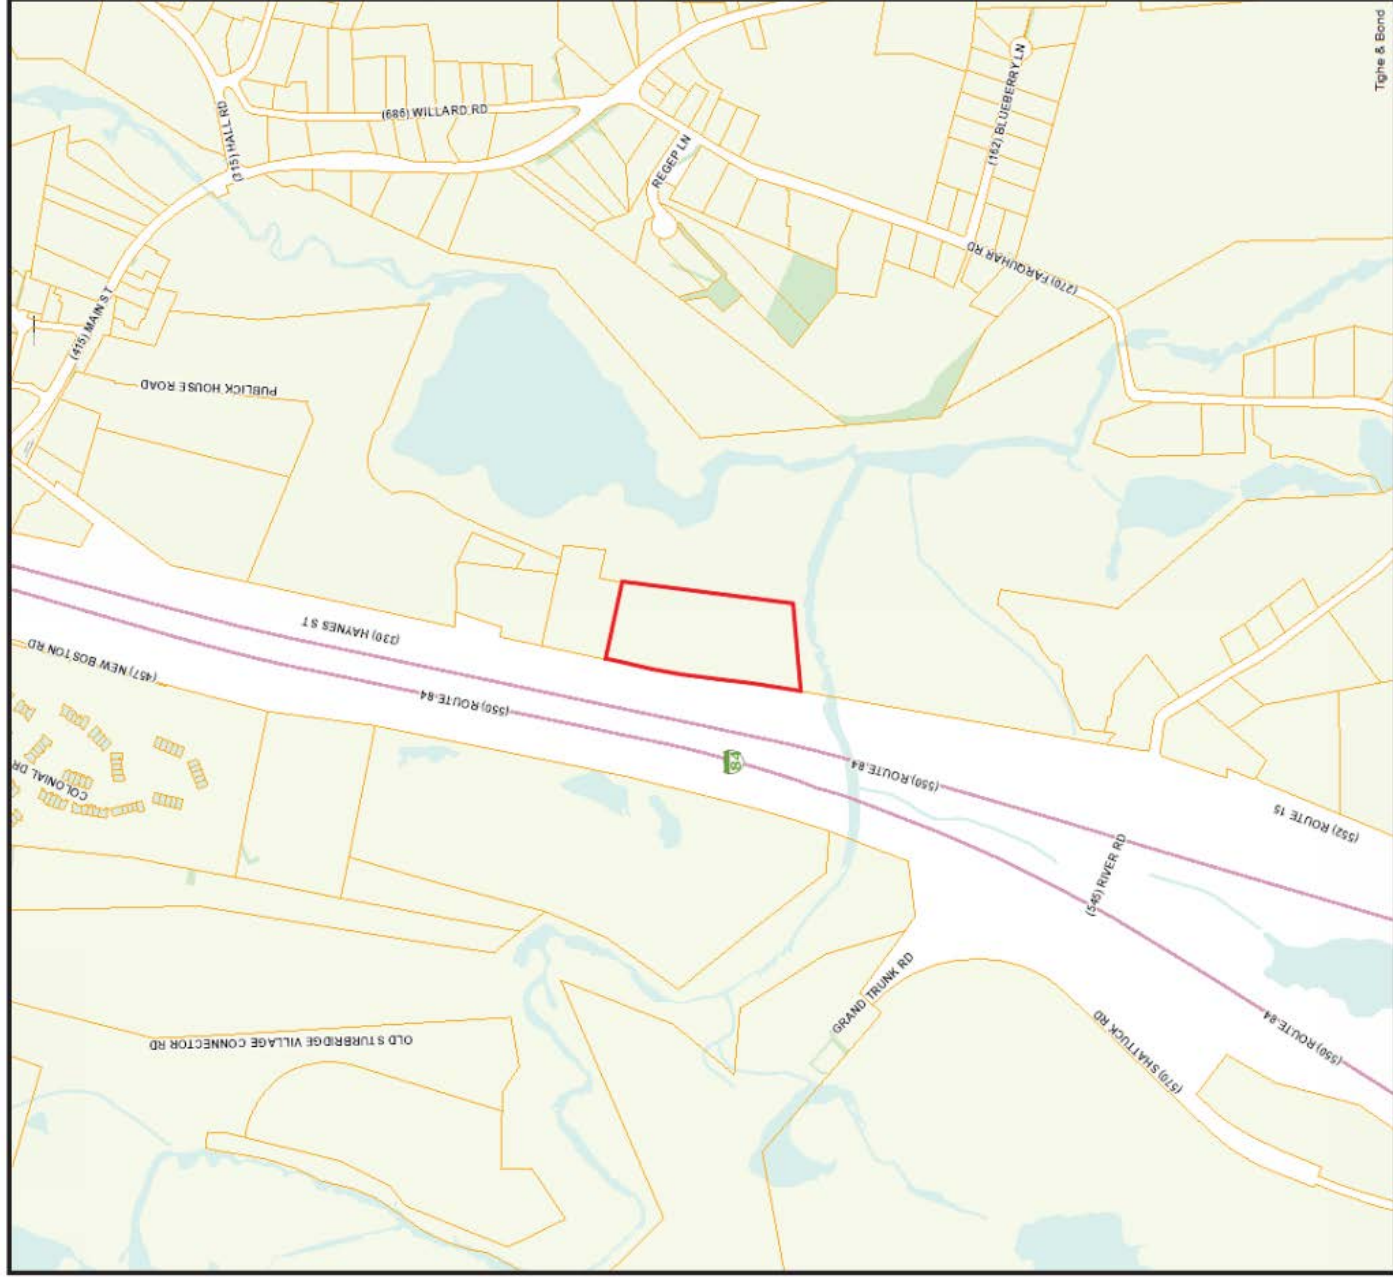 Tighe & Bond
(162) BLUEBERRY LN
(686) WILLARD RD
(315) HALL RD
REGEP LN
(270) FARQUHAR RD
(415) MAIN ST
PUBLICK HOUSE ROAD
(330) HAYNES ST
(457) NEW BOSTON RD
(550) ROUTE 84
COLONIAL DR
84
(550) ROUTE 84
(552) ROUTE 15
(545) RIVER RD
GRAND TRUNK RD
OLD STURBRIDGE VILLAGE CONNECTOR RD
(570) SHATTUCK RD
(550) ROUTE 84